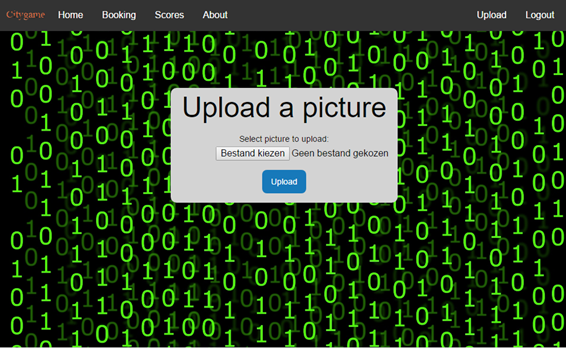 Citygame Home Booking Scores About Upload Logout
Upload a picture
Select picture to upload:
Bestand kiezen Geen bestand gekozen
Upload